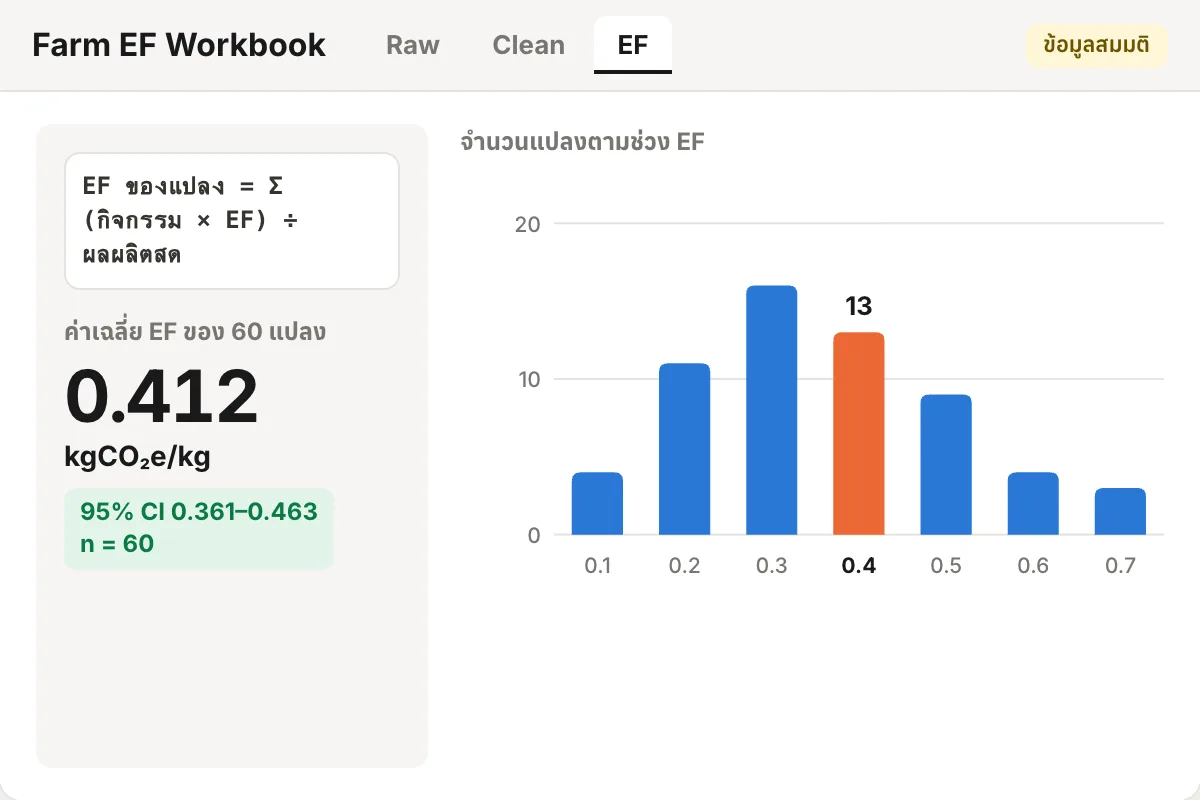 Farm EF Workbook
Raw
Clean
EF
ข้อมูลสมมติ
EF ของแปลง = Σ
(กิจกรรม × EF) ÷
ผลผลิตสด
ค่าเฉลี่ย EF ของ 60 แปลง
0.412
kgCO₂e/kg
95% CI 0.361–0.463
n = 60
จำนวนแปลงตามช่วง EF
20
10
0
13
0.1
0.2
0.3
0.4
0.5
0.6
0.7